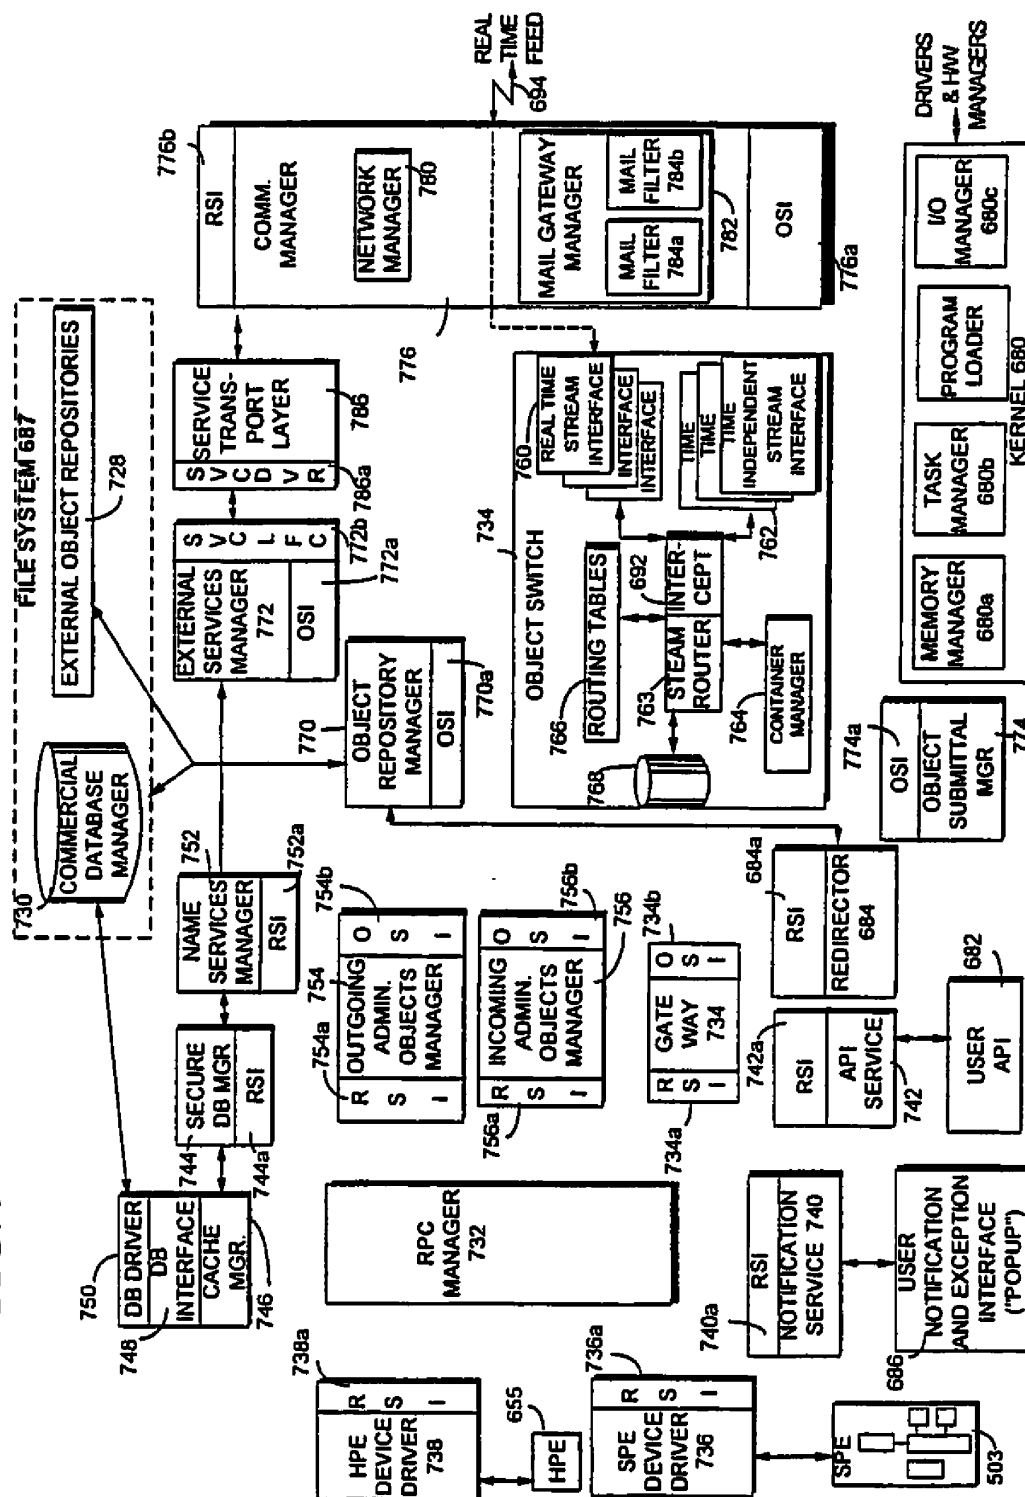 FILE SYSTEM 687
EXTERNAL OBJECT REPOSITORIES
728
COMMERCIAL
DATABASE
MANAGER
730
750
DB DRIVER
DB
INTERFACE
CACHE
MGR.
748
746
744
SECURE
DB MGR
RSI
744a
752
NAME
SERVICES
MANAGER
RSI
752a
EXTERNAL
SERVICES
MANAGER
772
OSI
772a
S V C L F C
772b
SERVICE
TRANS-
PORT
LAYER
S V C D V R
786
786a
776b
RSI
COMM.
MANAGER
NETWORK
MANAGER
780
MAIL GATEWAY
MANAGER
MAIL
FILTER
784a
MAIL
FILTER
784b
782
OSI
776a
776
REAL
TIME
FEED
694
770
OBJECT
REPOSITORY
MANAGER
OSI
770a
754a
R S I
754
OUTGOING
ADMIN.
OBJECTS
MANAGER
O S I
754b
756a
R S I
INCOMING
ADMIN.
OBJECTS
MANAGER
O S I
756b
756
734a
R S I
GATE
WAY
734
O S I
734b
RPC
MANAGER
732
734
OBJECT SWITCH
760
REAL TIME
STREAM
INTERFACE
INTERFACE
INTERFACE
TIME
TIME
TIME
INDEPENDENT
STREAM
INTERFACE
762
766
ROUTING TABLES
692
763
STEAM
ROUTER
INTER-
CEPT
764
CONTAINER
MANAGER
768
738a
HPE
DEVICE
DRIVER
738
R S I
655
HPE
736a
SPE
DEVICE
DRIVER
736
R S I
SPE
503
740a
RSI
NOTIFICATION
SERVICE 740
686
USER
NOTIFICATION
AND EXCEPTION
INTERFACE
("POPUP")
742a
RSI
API
SERVICE
742
USER
API
682
684a
RSI
REDIRECTOR
684
774a
OSI
OBJECT
SUBMITTAL
MGR
774
MEMORY
MANAGER
680a
TASK
MANAGER
680b
PROGRAM
LOADER
I/O
MANAGER
680c
KERNEL 680
DRIVERS
& H/W
MANAGERS